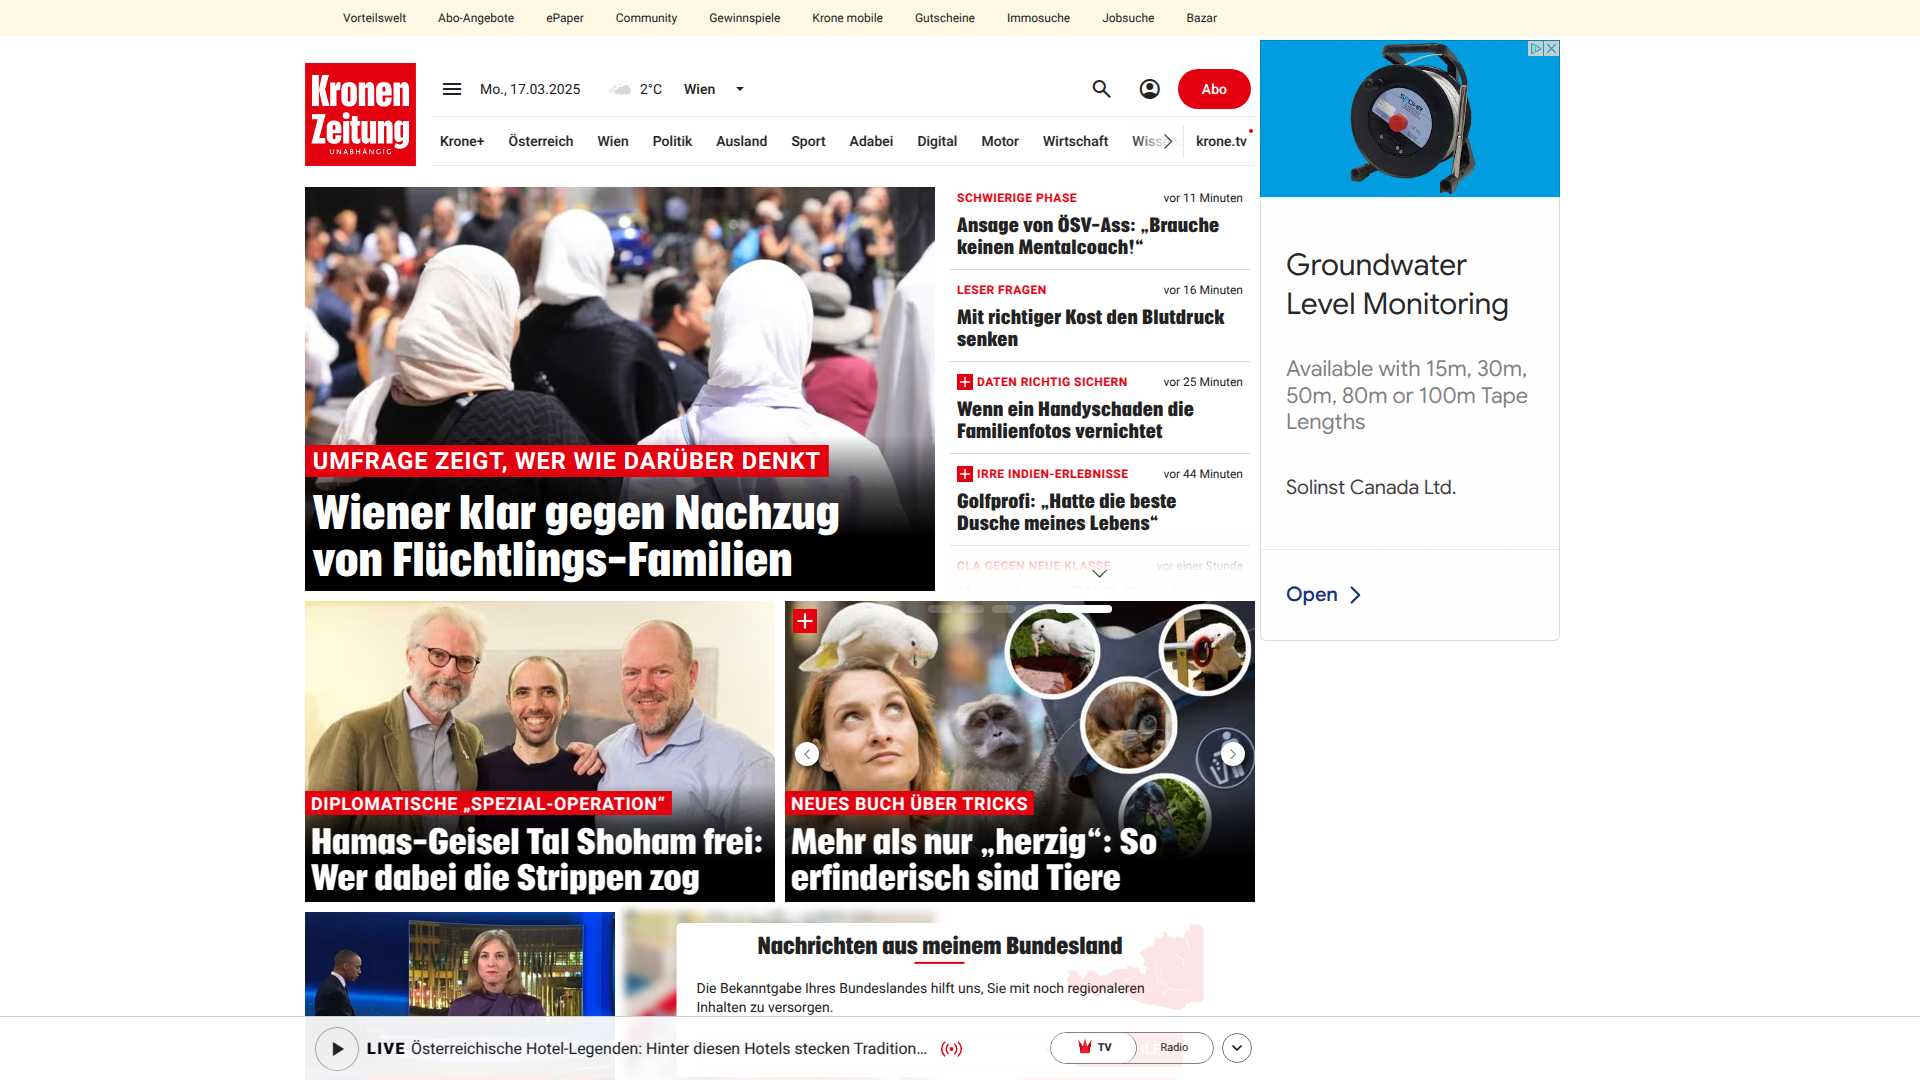 Vorteilswelt Abo-Angebote ePaper Community Gewinnspiele Krone mobile Gutscheine Immosuche Jobsuche Bazar
Kronen
Zeitung
UNABHÄNGIG
Mo., 17.03.2025 2°C Wien Abo
Krone+ Österreich Wien Politik Ausland Sport Adabei Digital Motor Wirtschaft krone.tv
UMFRAGE ZEIGT, WER WIE DARÜBER DENKT
Wiener klar gegen Nachzug
von Flüchtlings-Familien
SCHWIERIGE PHASE vor 11 Minuten
Ansage von ÖSV-Ass: „Brauche
keinen Mentalcoach!“
LESER FRAGEN vor 16 Minuten
Mit richtiger Kost den Blutdruck
senken
DATEN RICHTIG SICHERN vor 25 Minuten
Wenn ein Handyschaden die
Familienfotos vernichtet
IRRE INDIEN-ERLEBNISSE vor 44 Minuten
Golfprofi: „Hatte die beste
Dusche meines Lebens“
CLA GEGEN NEUE KLASSE vor einer Stunde
Groundwater
Level Monitoring
Available with 15m, 30m,
50m, 80m or 100m Tape
Lengths
Solinst Canada Ltd.
Open
DIPLOMATISCHE „SPEZIAL-OPERATION“
Hamas-Geisel Tal Shoham frei:
Wer dabei die Strippen zog
NEUES BUCH ÜBER TRICKS
Mehr als nur „herzig“: So
erfinderisch sind Tiere
Nachrichten aus meinem Bundesland
Die Bekanntgabe Ihres Bundeslandes hilft uns, Sie mit noch regionaleren
Inhalten zu versorgen.
LIVE Österreichische Hotel-Legenden: Hinter diesen Hotels stecken Tradition...
TV Radio